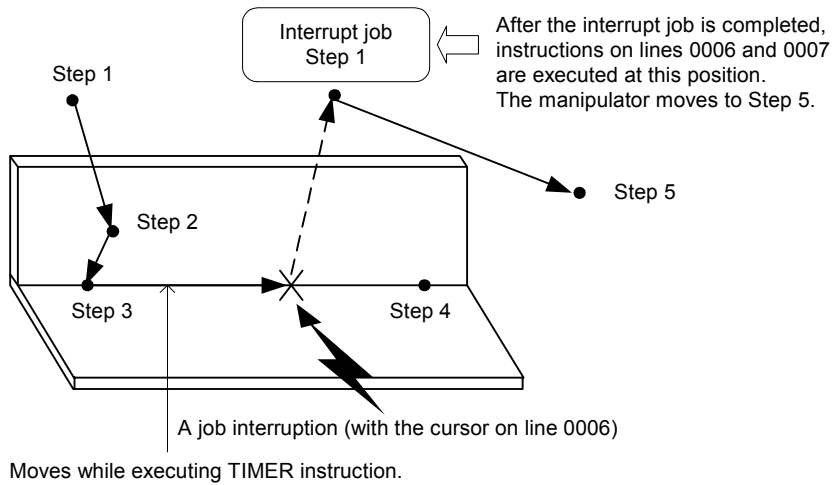 Interrupt job
Step 1
After the interrupt job is completed,
instructions on lines 0006 and 0007
are executed at this position.
The manipulator moves to Step 5.
Step 1
Step 2
Step 5
Step 3
Step 4
A job interruption (with the cursor on line 0006)
Moves while executing TIMER instruction.